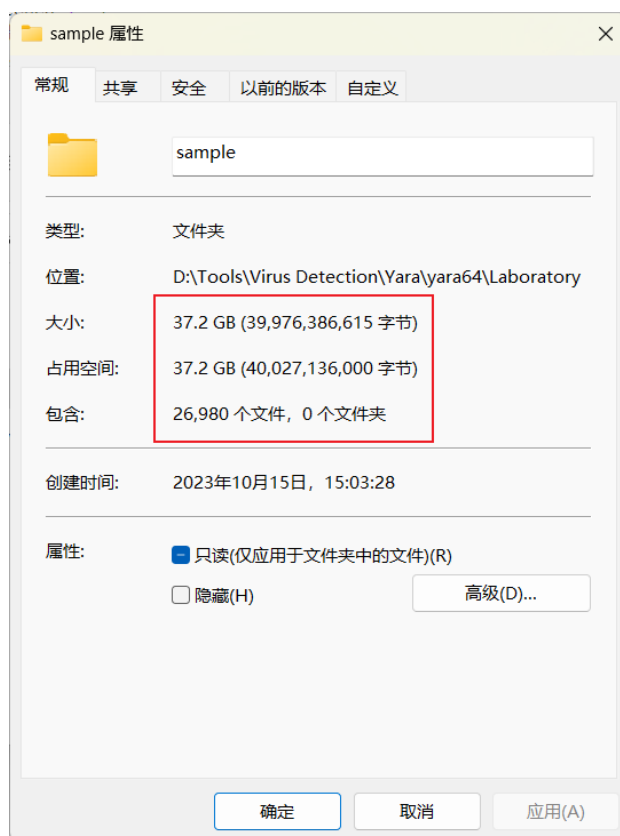 sample 属性
常规 共享 安全 以前的版本 自定义
sample
类型: 文件夹
位置: D:\Tools\Virus Detection\Yara\yara64\Laboratory
大小: 37.2 GB (39,976,386,615 字节)
占用空间: 37.2 GB (40,027,136,000 字节)
包含: 26,980 个文件，0 个文件夹
创建时间: 2023年10月15日，15:03:28
属性: 只读(仅应用于文件夹中的文件)(R)
隐藏(H) 高级(D)...
确定 取消 应用(A)